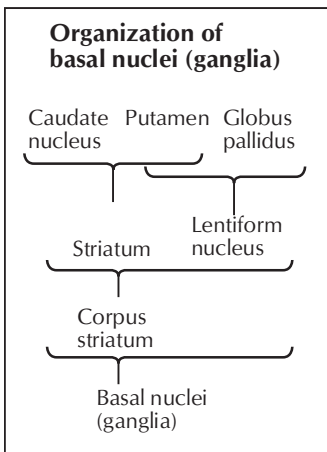 Organization of
basal nuclei (ganglia)
Caudate Putamen Globus
nucleus pallidus
Lentiform
Striatum nucleus
Corpus
striatum
Basal nuclei
(ganglia)